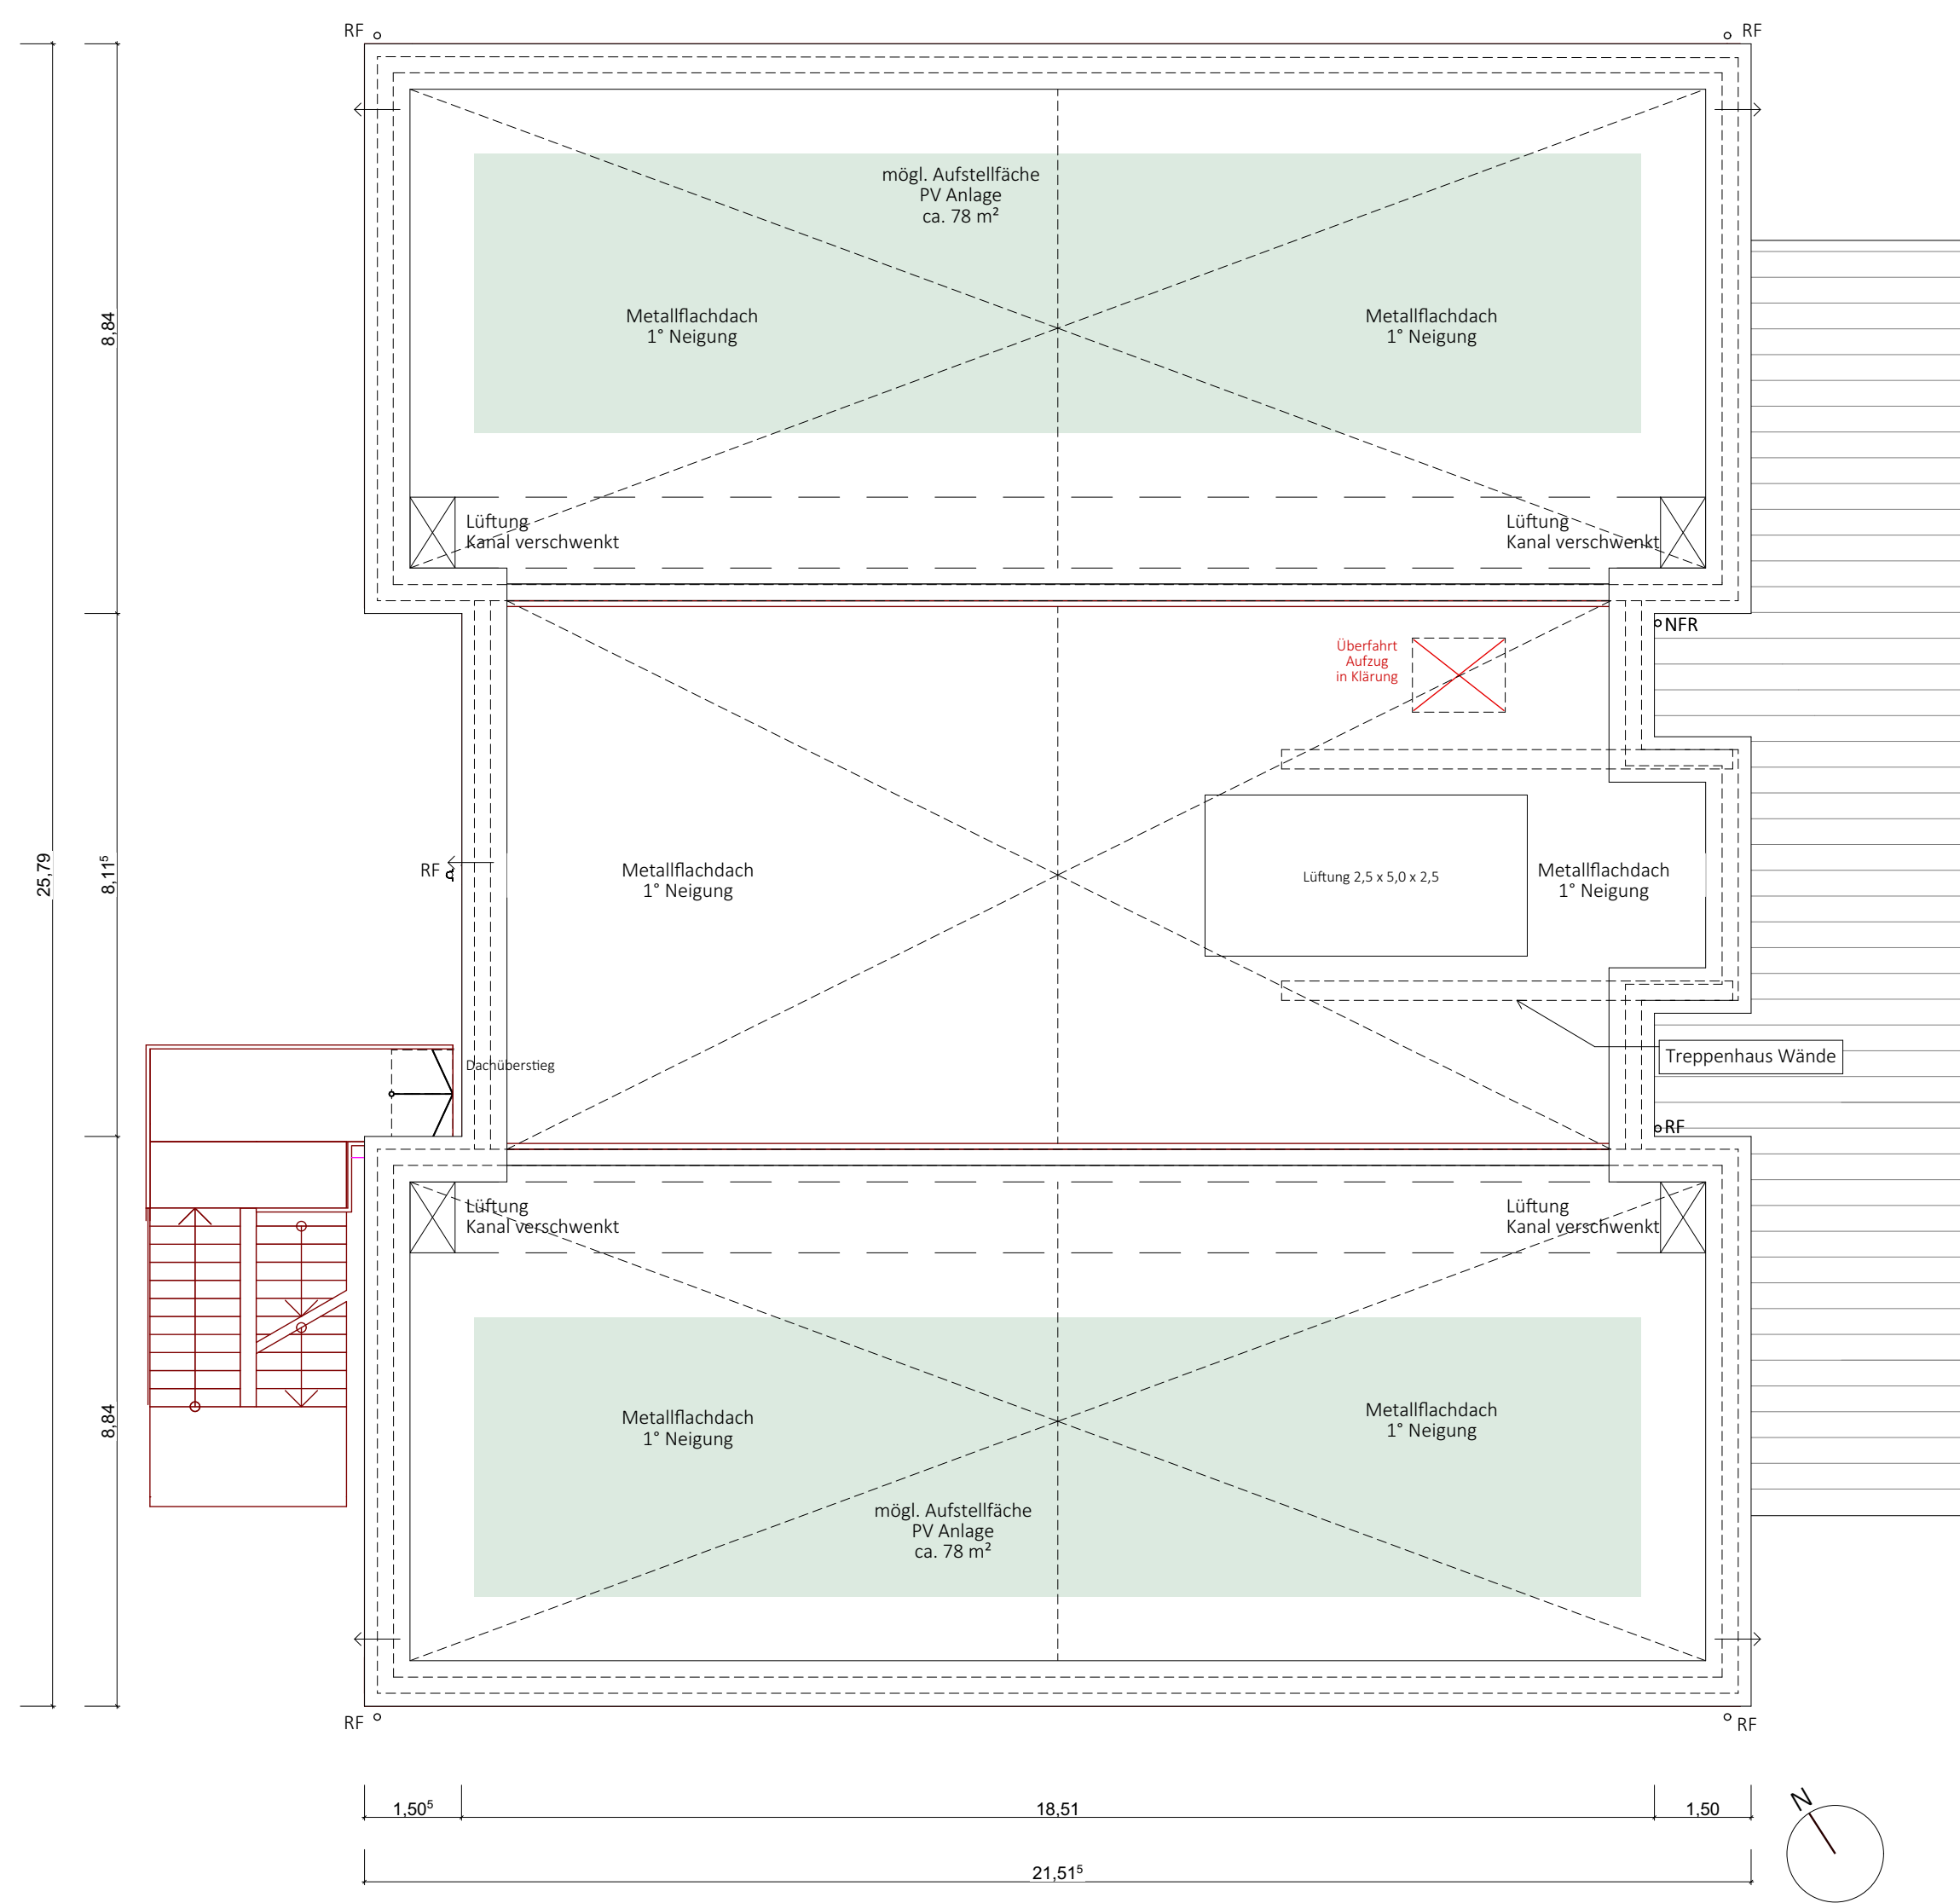 RF
RF
mögl. Aufstellfäche
PV Anlage
ca. 78 m²
8,84
Metallflachdach
1° Neigung
Metallflachdach
1° Neigung
Lüftung
Kanal verschwenkt
Lüftung
Kanal verschwenkt
NFR
Überfahrt
Aufzug
in Klärung
25,79
8,11⁵
RF
Metallflachdach
1° Neigung
Lüftung 2,5 x 5,0 x 2,5
Metallflachdach
1° Neigung
Treppenhaus Wände
Dachüberstieg
RF
Lüftung
Kanal verschwenkt
Lüftung
Kanal verschwenkt
8,84
Metallflachdach
1° Neigung
Metallflachdach
1° Neigung
mögl. Aufstellfäche
PV Anlage
ca. 78 m²
RF
RF
1,50⁵
18,51
1,50
N
21,51⁵